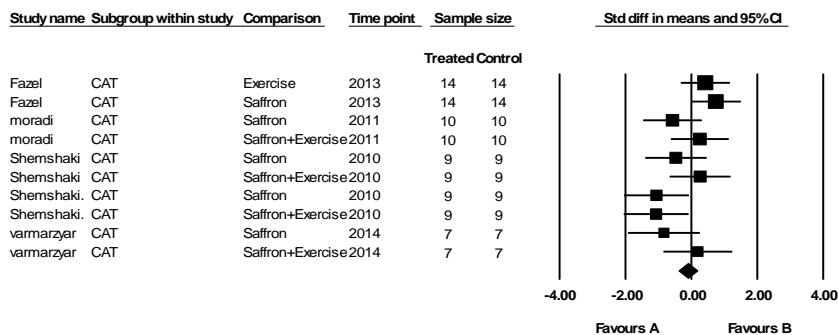 Study name Subgroup within study Comparison Time point Sample size Std diff in means and 95%CI
Treated Control
Fazel CAT Exercise 2013 14 14
Fazel CAT Saffron 2013 14 14
moradi CAT Saffron 2011 10 10
moradi CAT Saffron+Exercise 2011 10 10
Shemshaki CAT Saffron 2010 9 9
Shemshaki CAT Saffron+Exercise 2010 9 9
Shemshaki. CAT Saffron 2010 9 9
Shemshaki. CAT Saffron+Exercise 2010 9 9
varmarzyar CAT Saffron 2014 7 7
varmarzyar CAT Saffron+Exercise 2014 7 7
-4.00 -2.00 0.00 2.00 4.00
Favours A Favours B